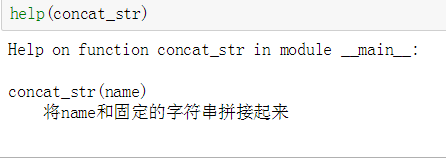 help(concat_str)
Help on function concat_str in module __main__:
concat_str(name)
将name和固定的字符串拼接起来